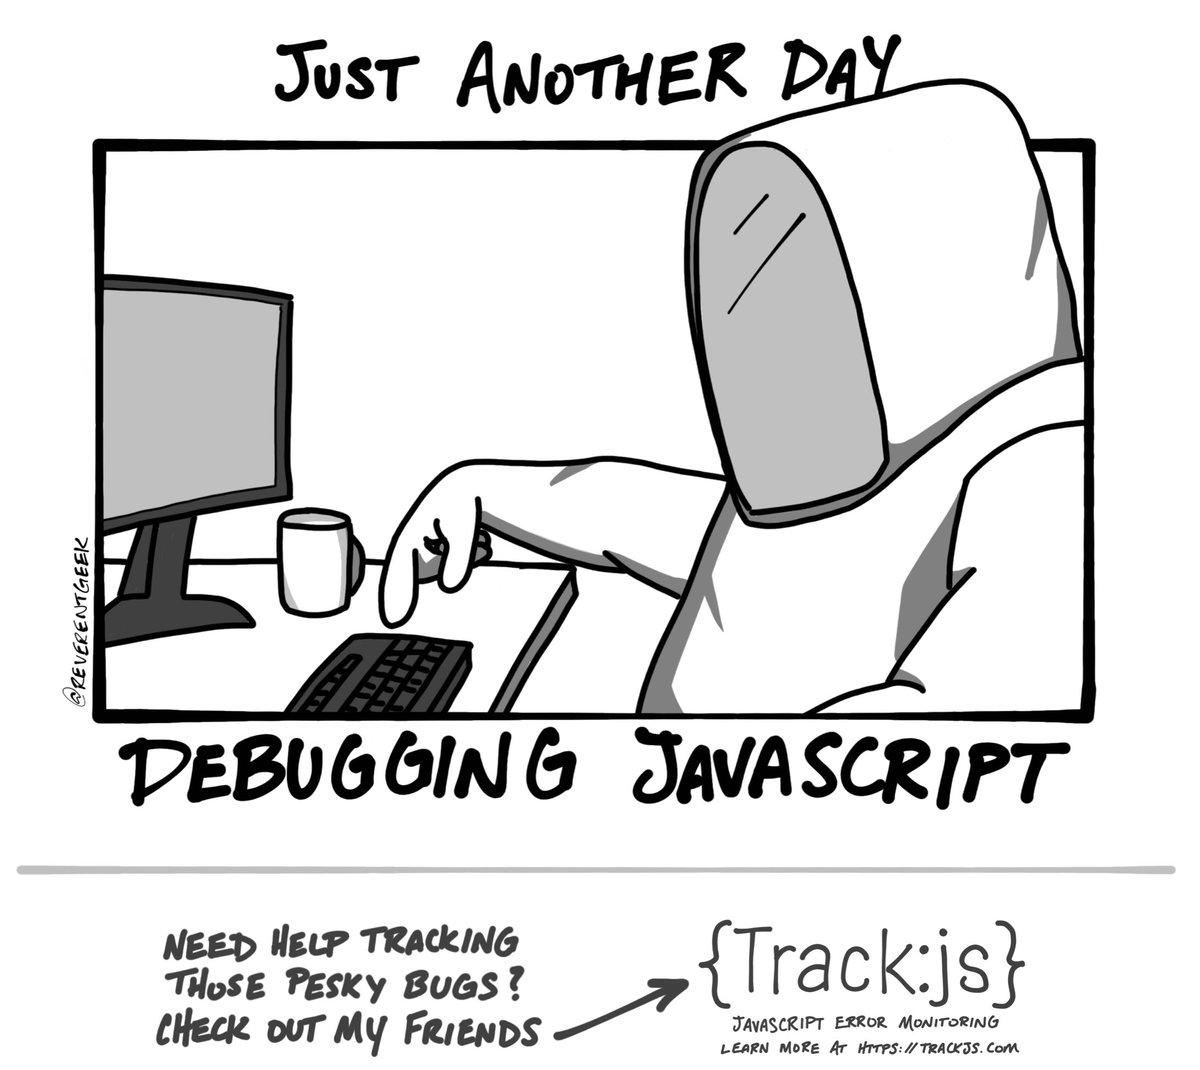 JUST ANOTHER DAY
@REVERENTGEEK
DEBUGGING JAVASCRIPT
NEED HELP TRACKING
THOSE PESKY BUGS?
CHECK OUT MY FRIENDS
{Track:js}
JAVASCRIPT ERROR MONITORING
LEARN MORE AT HTTPS://TRACKJS.COM